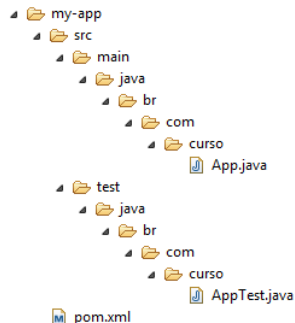 my-app
src
main
java
br
com
curso
App.java
test
java
br
com
curso
AppTest.java
pom.xml